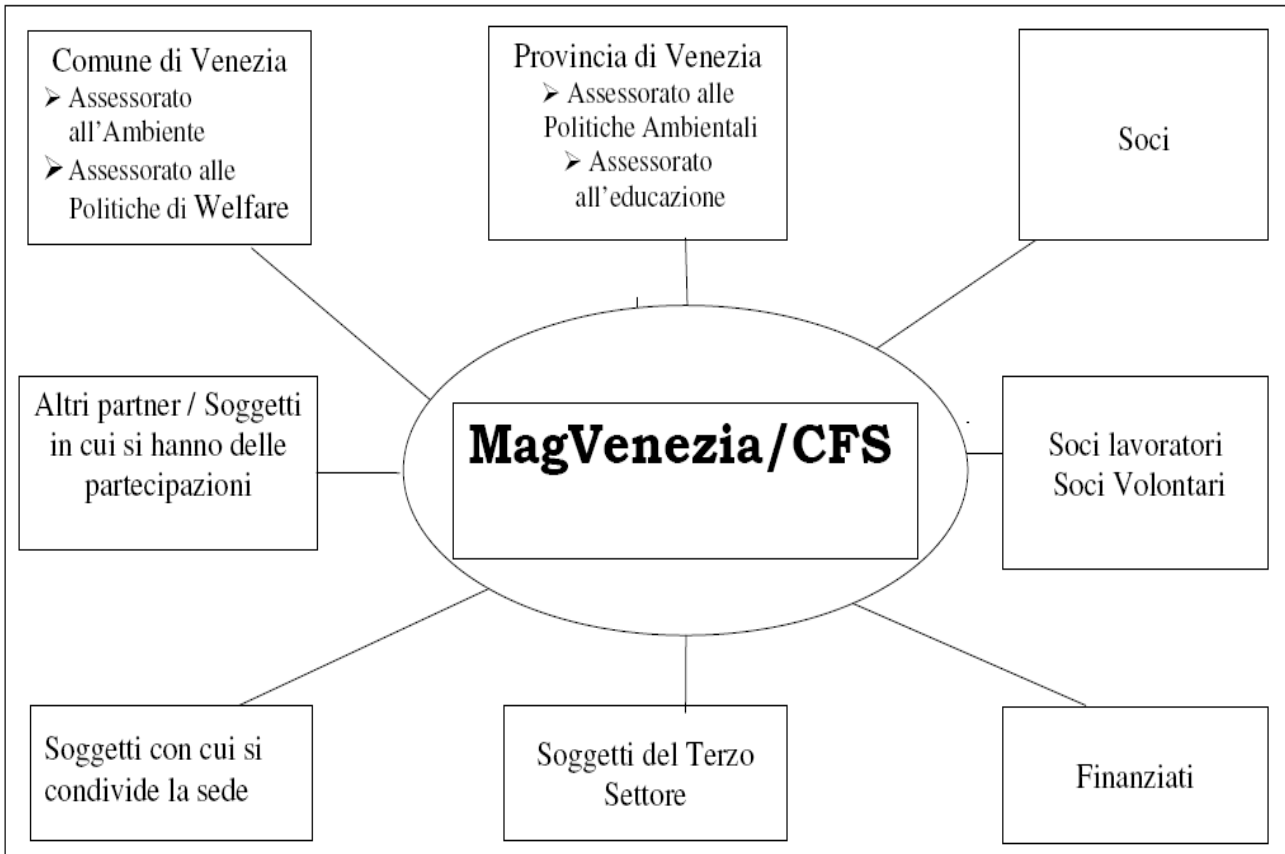 Comune di Venezia
➢ Assessorato
all’Ambiente
➢ Assessorato alle
Politiche di Welfare
Provincia di Venezia
➢ Assessorato alle
Politiche Ambientali
➢ Assessorato
all’educazione
Soci
Altri partner / Soggetti
in cui si hanno delle
partecipazioni
MagVenezia/CFS
Soci lavoratori
Soci Volontari
Soggetti con cui si
condivide la sede
Soggetti del Terzo
Settore
Finanziati